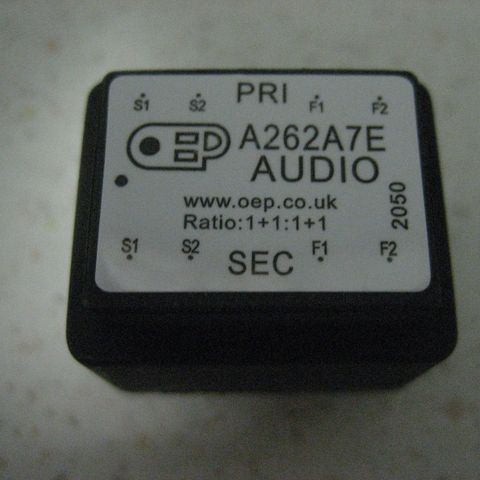 PRI
S1 S2 F1 F2
OEP A262A7E
AUDIO
www.oep.co.uk
Ratio:1+1:1+1
2050
S1 S2 F1 F2
SEC